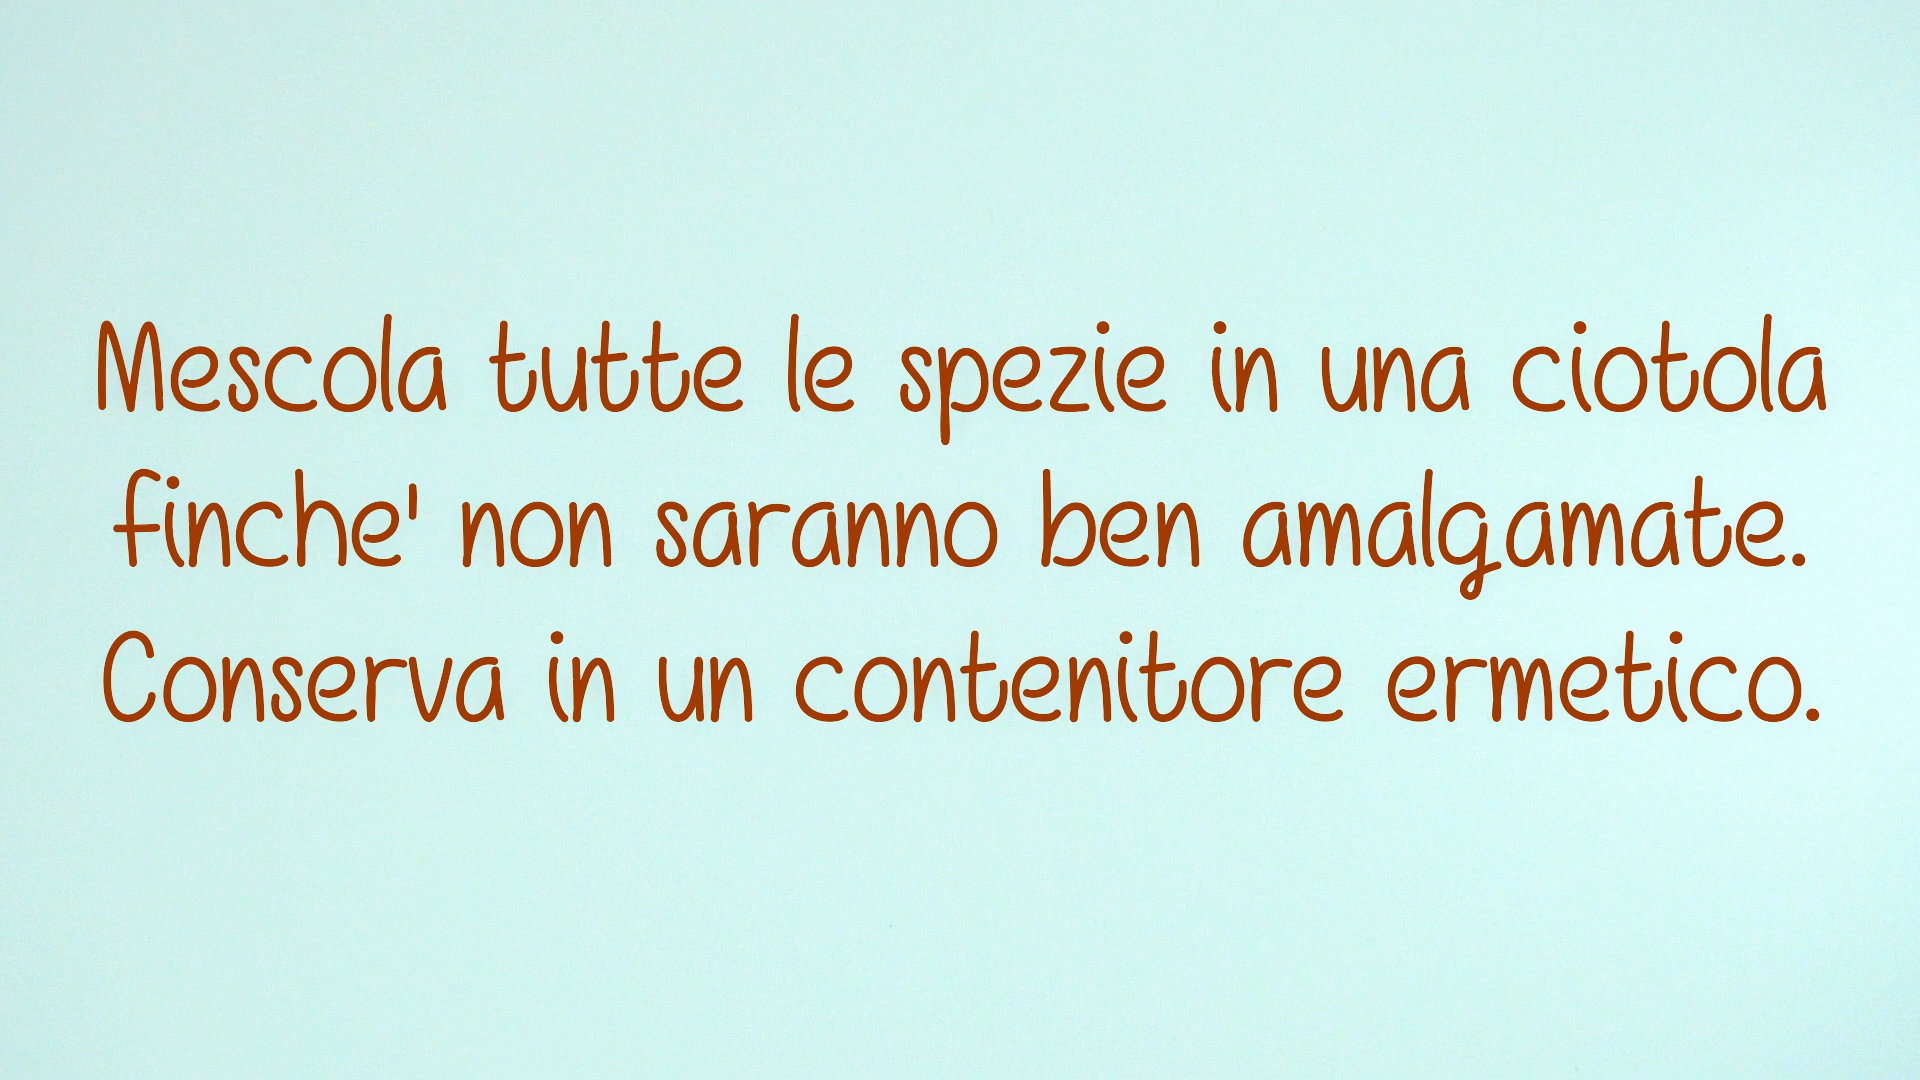 Mescola tutte le spezie in una ciotola
finche' non saranno ben amalgamate.
Conserva in un contenitore ermetico.